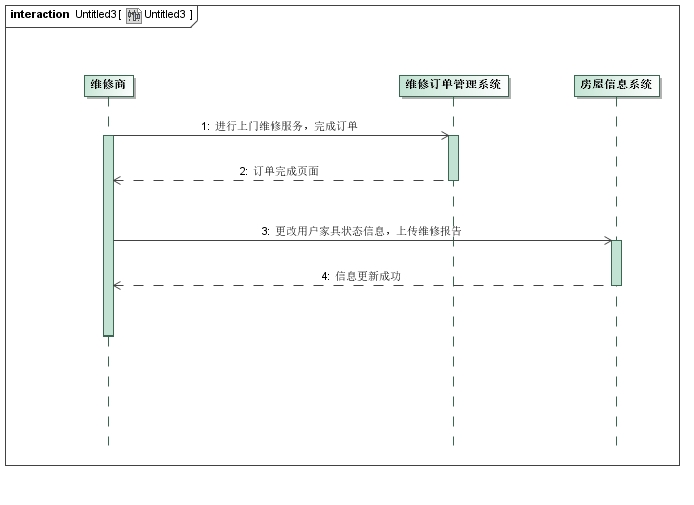 interaction Untitled3[ Untitled3 ]
维修商
维修订单管理系统
房屋信息系统
1: 进行上门维修服务，完成订单
2: 订单完成页面
3: 更改用户家具状态信息，上传维修报告
4: 信息更新成功